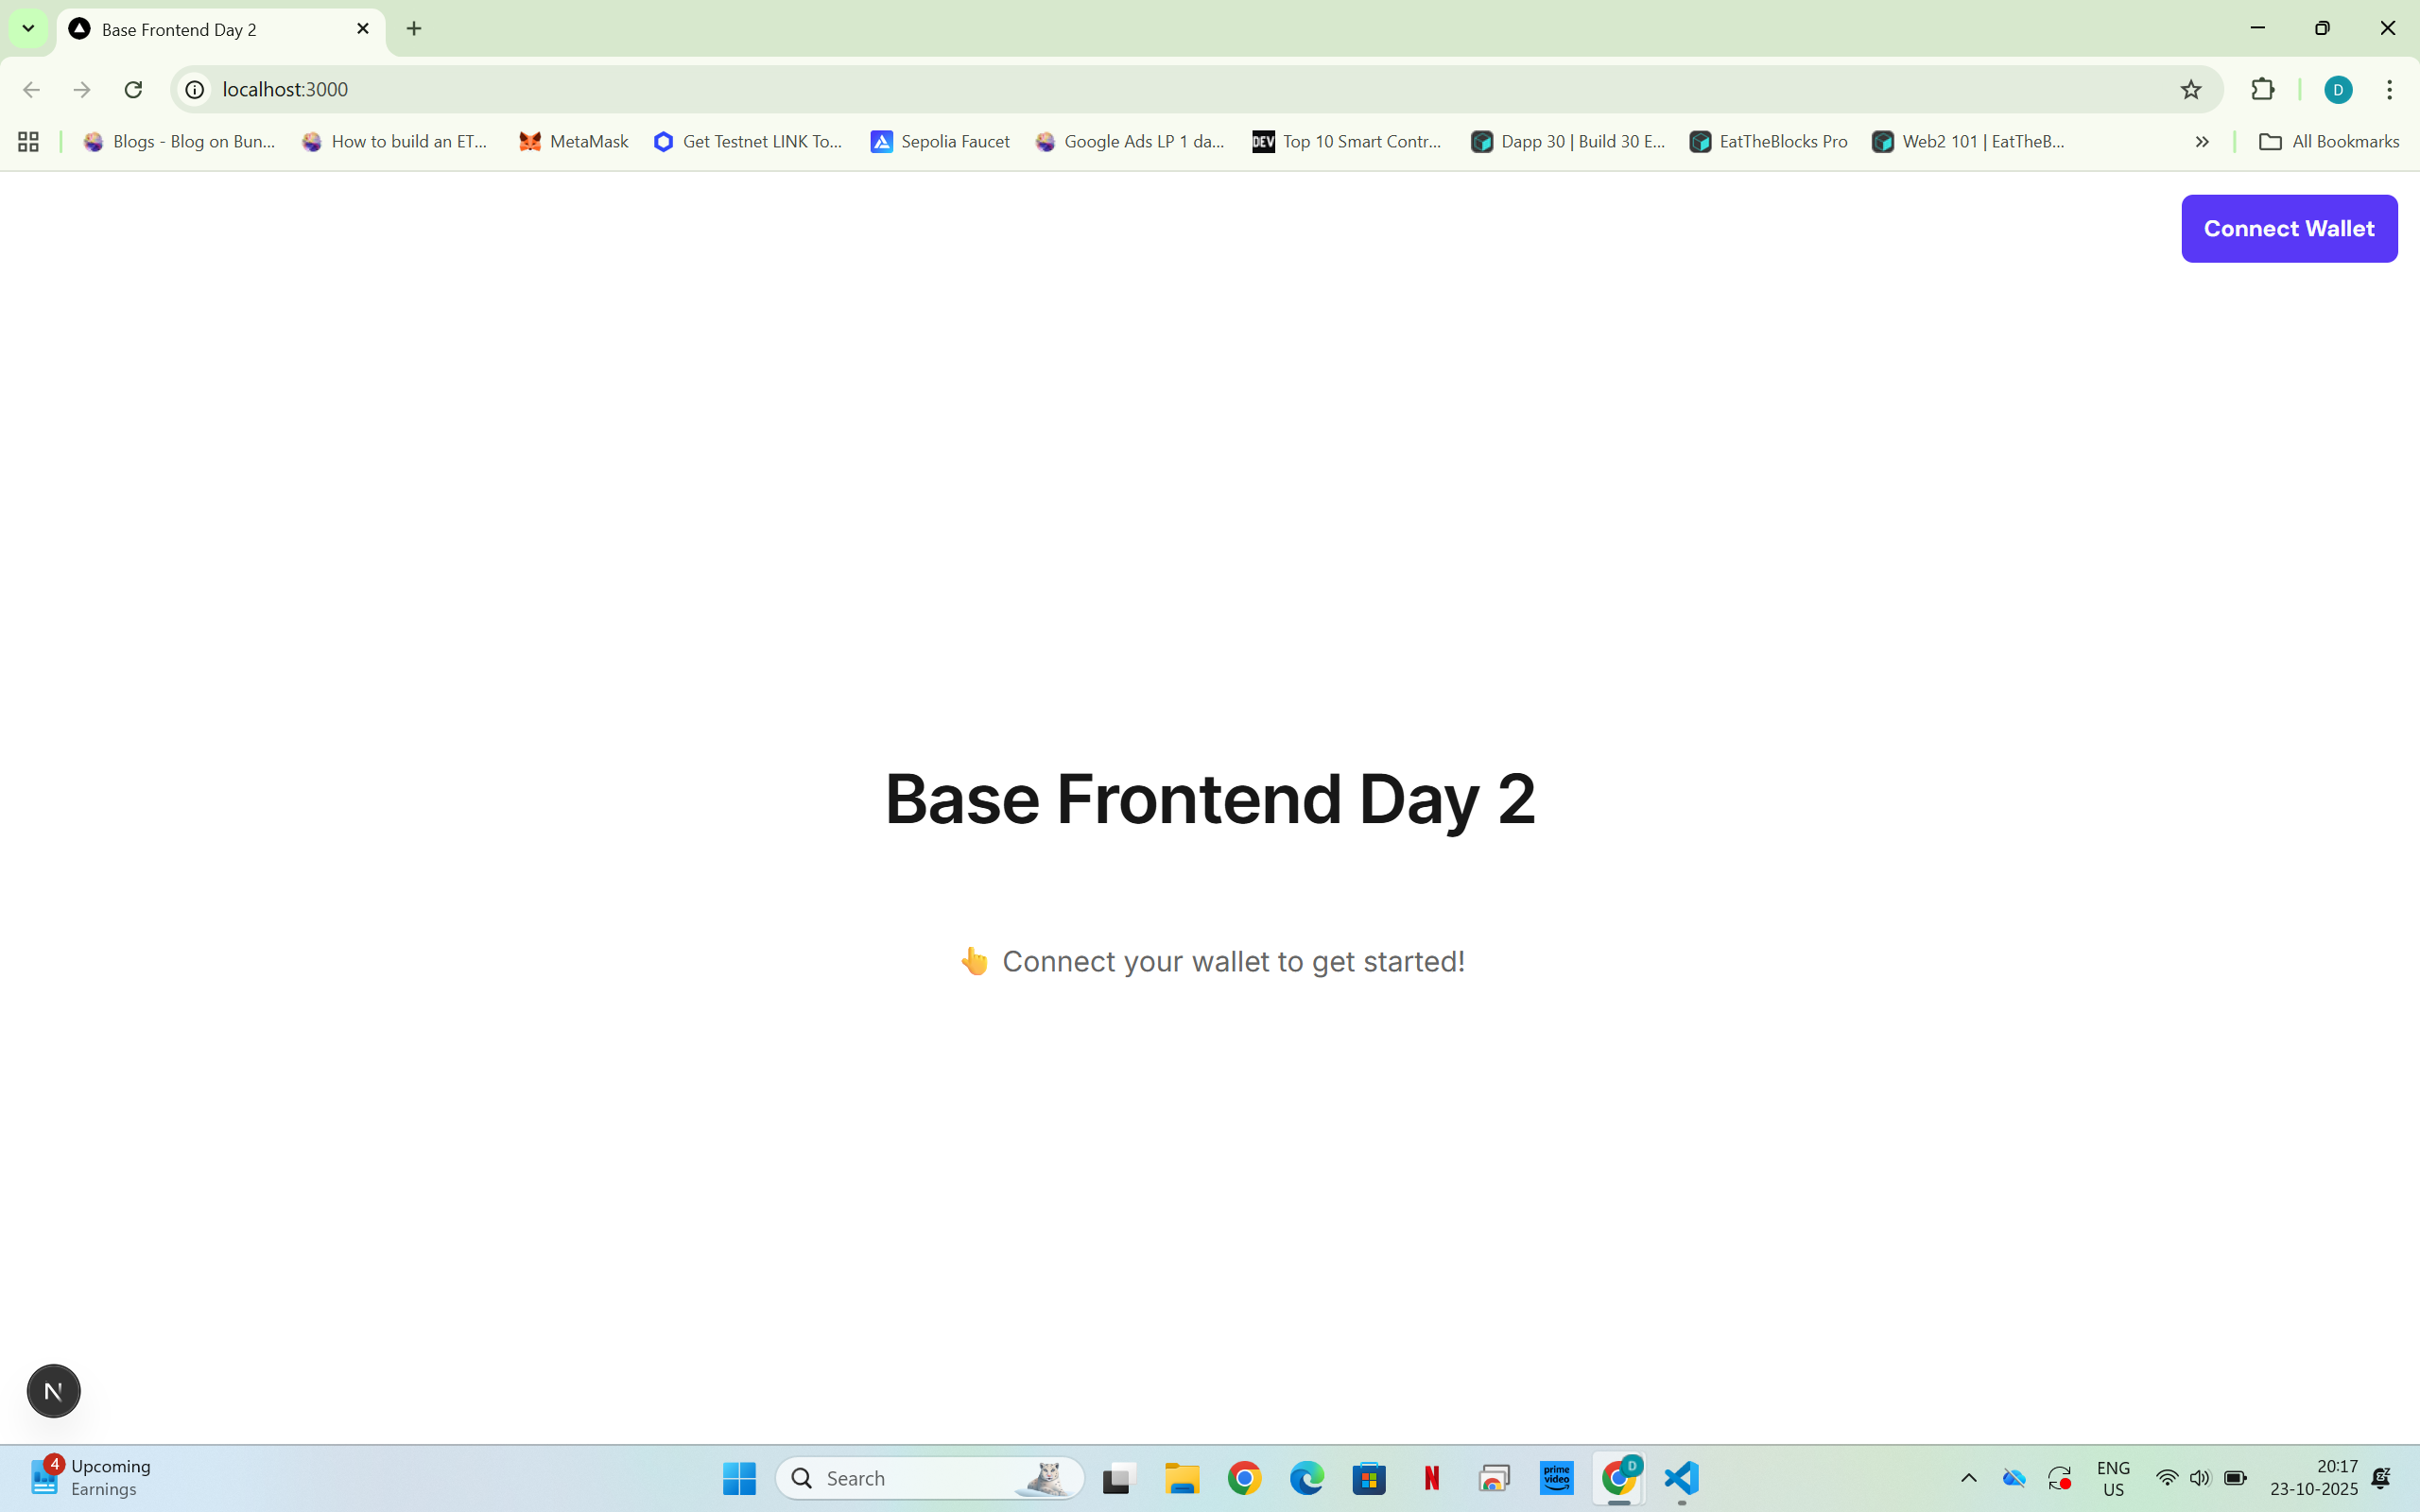 Base Frontend Day 2
localhost:3000
Blogs - Blog on Bun...
How to build an ET...
MetaMask
Get Testnet LINK To...
Sepolia Faucet
Google Ads LP 1 da...
DEV
Top 10 Smart Contr...
Dapp 30 | Build 30 E...
EatTheBlocks Pro
Web2 101 | EatTheB...
All Bookmarks
D
Connect Wallet
Base Frontend Day 2
👆 Connect your wallet to get started!
N
4
Upcoming
Earnings
Search
N
prime
video
D
ENG
US
20:17
23-10-2025